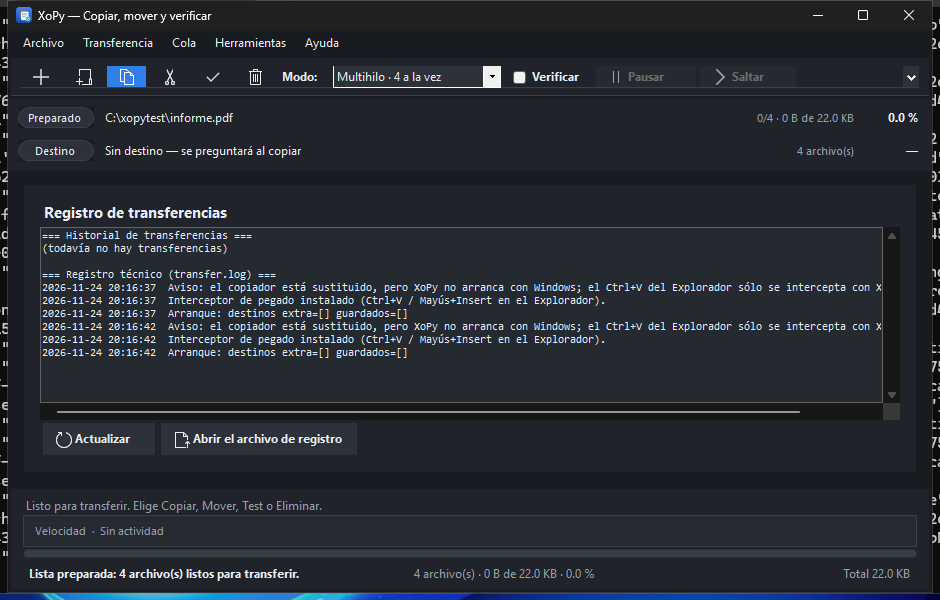 XoPy — Copiar, mover y verificar
Archivo Transferencia Cola Herramientas Ayuda
Modo: Multihilo · 4 a la vez Verificar Pausar Saltar
Preparado C:\xopytest\informe.pdf 0/4 · 0 B de 22.0 KB 0.0 %
Destino Sin destino — se preguntará al copiar 4 archivo(s) —
Registro de transferencias
=== Historial de transferencias ===
(todavía no hay transferencias)
=== Registro técnico (transfer.log) ===
2026-11-24 20:16:37 Aviso: el copiador está sustituido, pero XoPy no arranca con Windows; el Ctrl+V del Explorador sólo se intercepta con X
2026-11-24 20:16:37 Interceptor de pegado instalado (Ctrl+V / Mayús+Insert en el Explorador).
2026-11-24 20:16:37 Arranque: destinos extra=[] guardados=[]
2026-11-24 20:16:42 Aviso: el copiador está sustituido, pero XoPy no arranca con Windows; el Ctrl+V del Explorador sólo se intercepta con X
2026-11-24 20:16:42 Interceptor de pegado instalado (Ctrl+V / Mayús+Insert en el Explorador).
2026-11-24 20:16:42 Arranque: destinos extra=[] guardados=[]
Actualizar Abrir el archivo de registro
Listo para transferir. Elige Copiar, Mover, Test o Eliminar.
Velocidad · Sin actividad
Lista preparada: 4 archivo(s) listos para transferir. 4 archivo(s) · 0 B de 22.0 KB · 0.0 % Total 22.0 KB